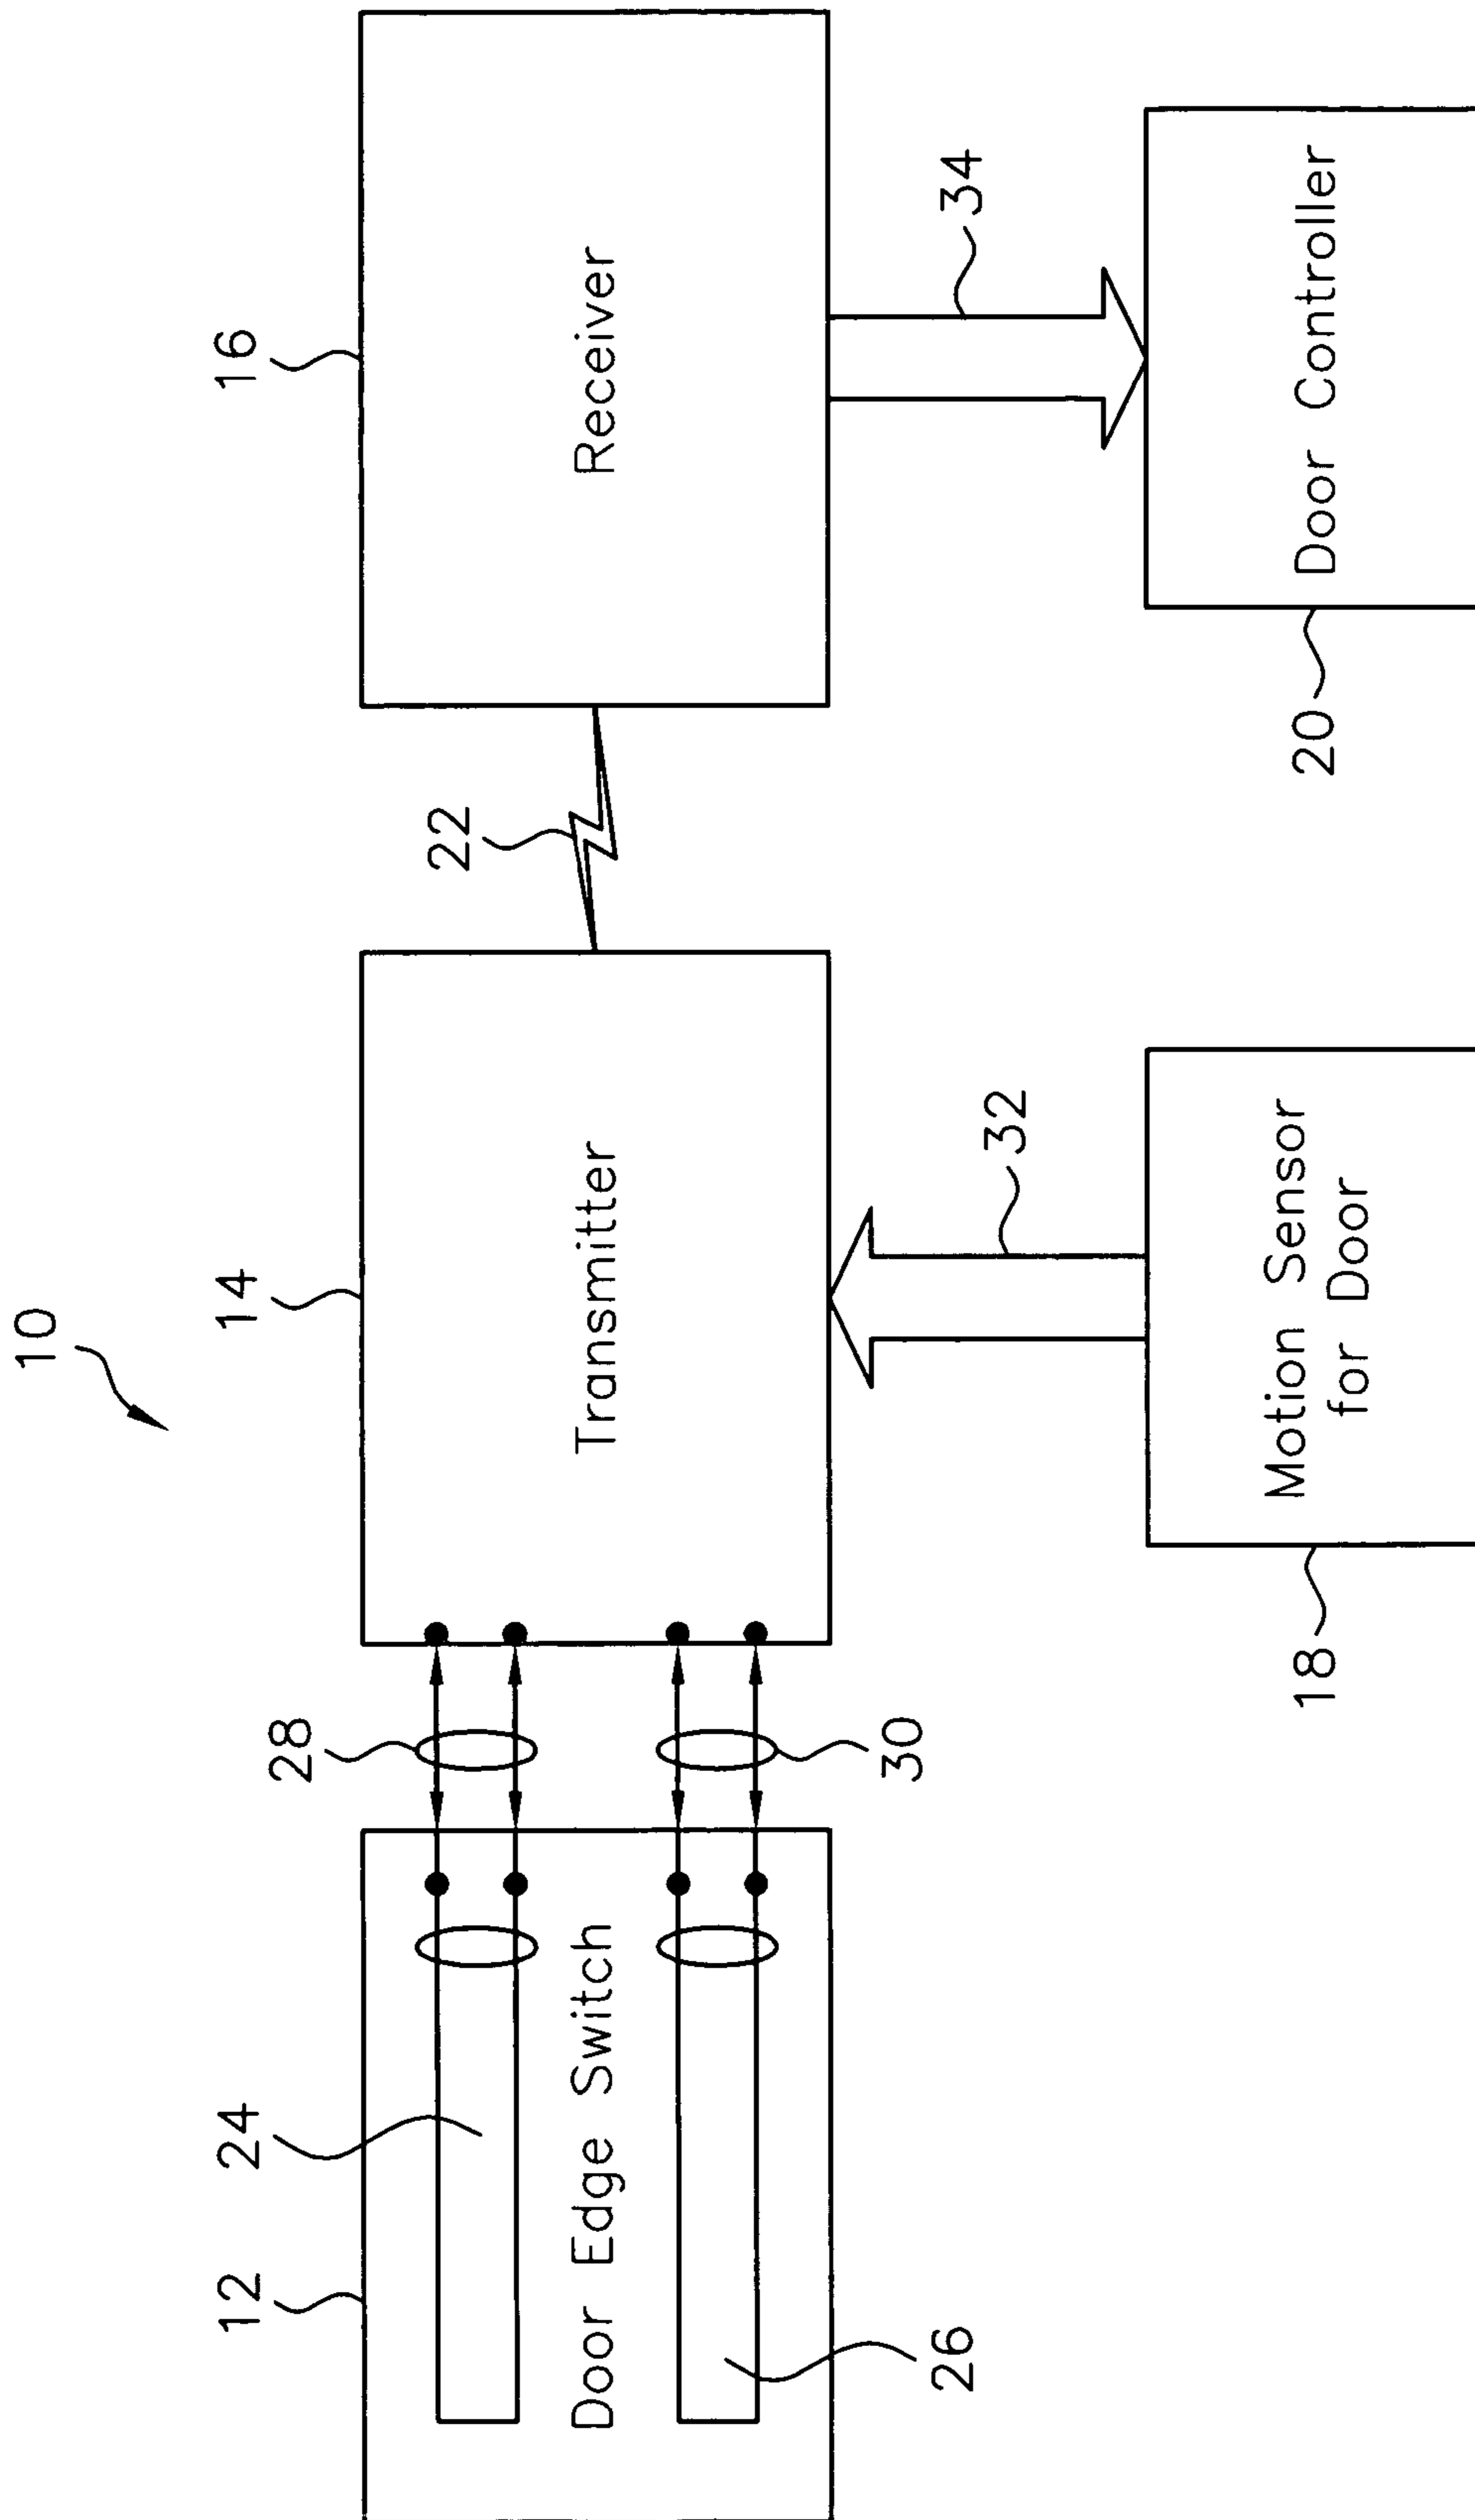 10
12
24
28
14
22
16
Door Edge Switch
Transmitter
Receiver
26
30
32
34
18
Motion Sensor
for Door
20
Door Controller